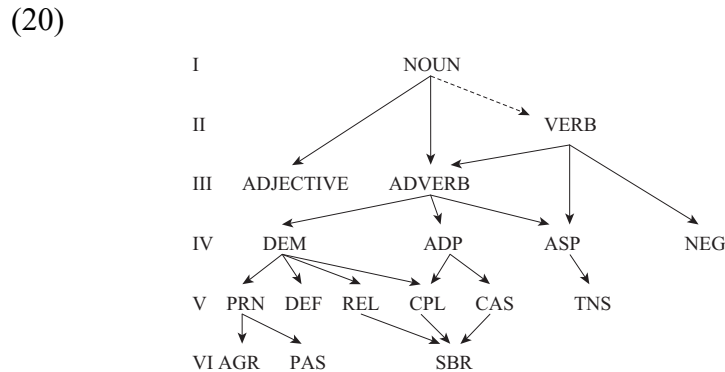 (20)
I NOUN
II VERB
III ADJECTIVE ADVERB
IV DEM ADP ASP NEG
V PRN DEF REL CPL CAS TNS
VI AGR PAS SBR